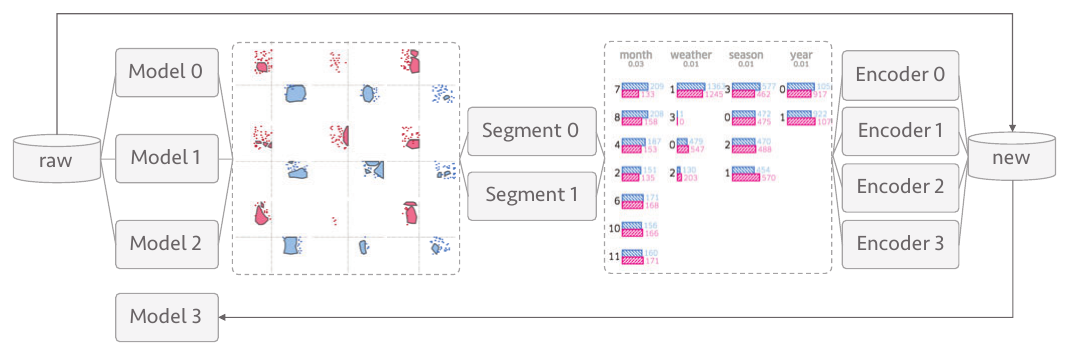 raw
Model 0
Model 1
Model 2
Model 3
Segment 0
Segment 1
month weather season year
0.03 0.01 0.01 0.01
7 209 133 1 1363 1245 3 577 462 0 105 917
8 208 158 3 1 0 0 472 475 1 922 107
4 187 153 0 479 547 2 470 488
2 151 135 2 130 203 1 454 570
6 171 168
10 156 166
11 160 171
Encoder 0
Encoder 1
Encoder 2
Encoder 3
new